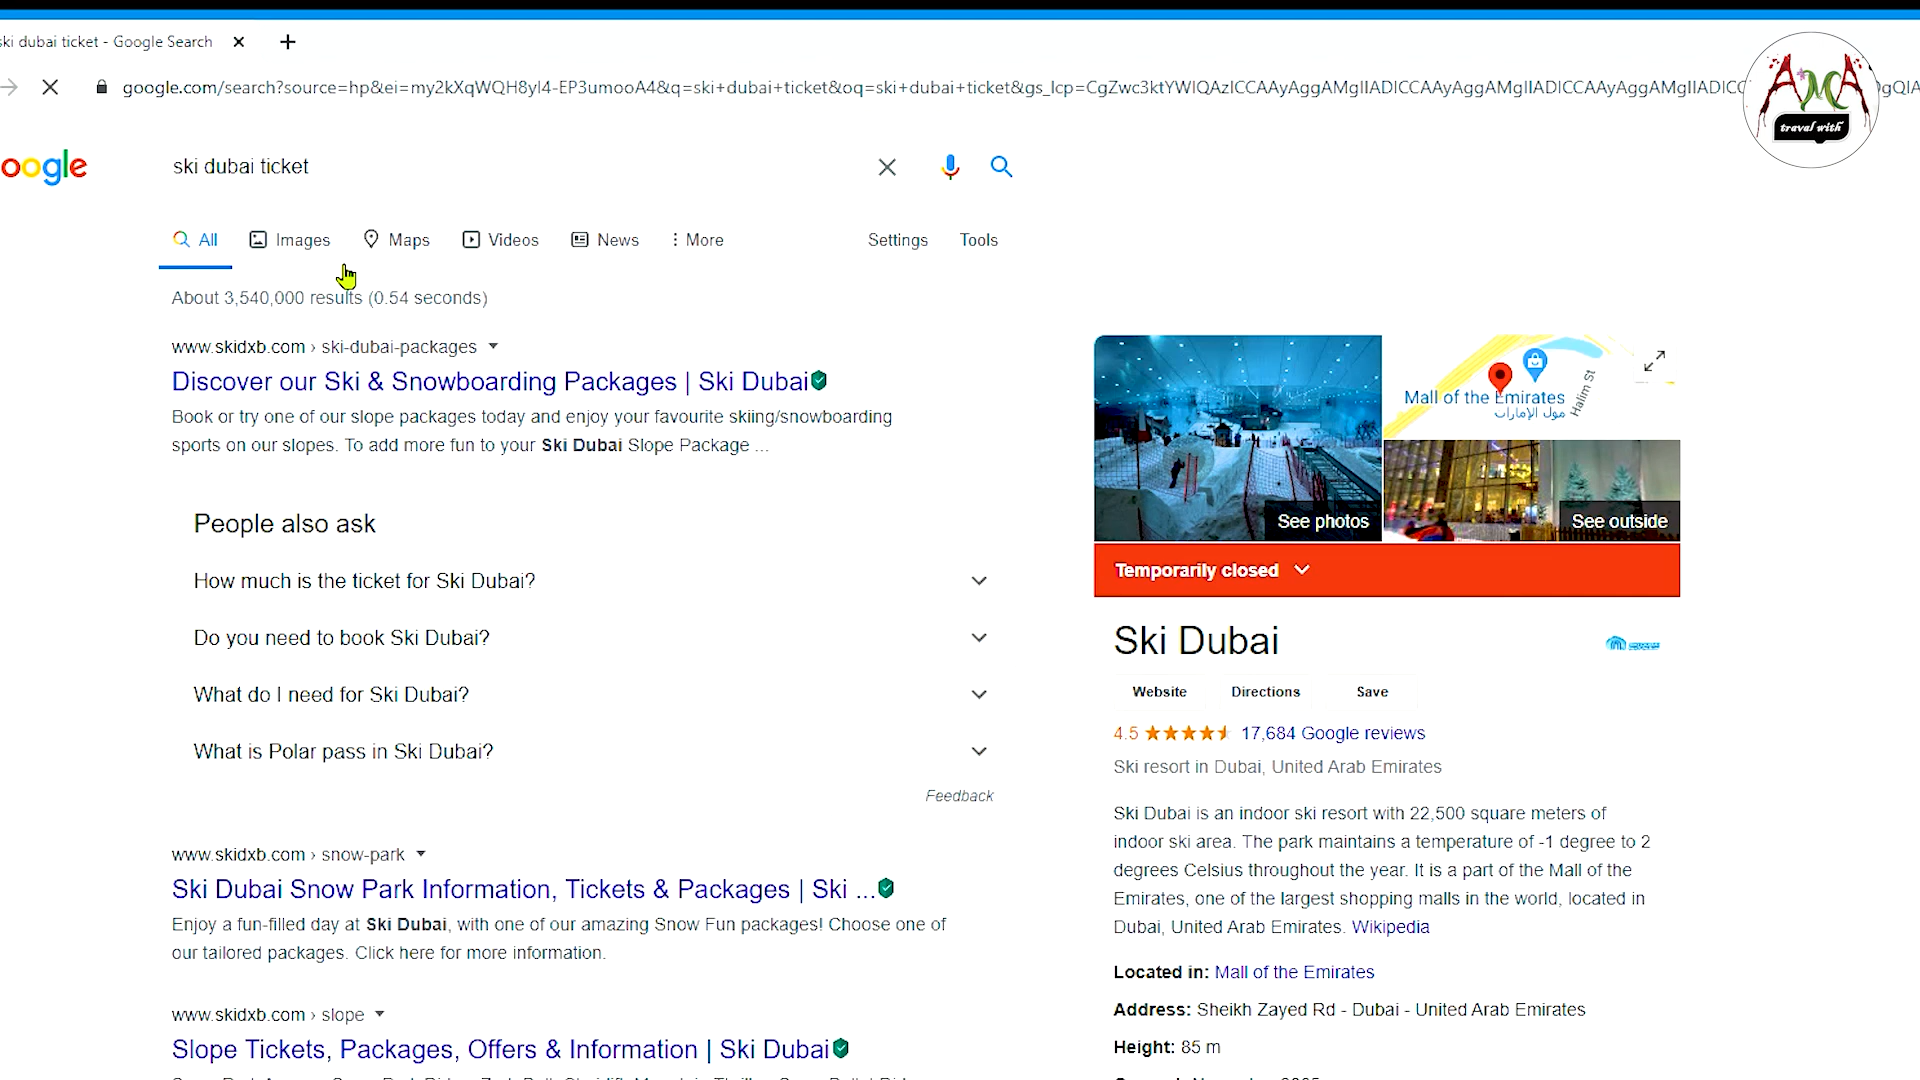 ski dubai ticket - Google Search
google.com/search?source=hp&ei=my2kXqWQH8yl4-EP3umooA4&q=ski+dubai+ticket&oq=ski+dubai+ticket&gs_lcp=CgZwc3ktYWIQAzICCAAyAggAMgIIADICCAAyAggAMgIIADICCAAyAggAMgIIADICC
AMA
traval with
oogle
ski dubai ticket
All
Images
Maps
Videos
News
More
Settings
Tools
About 3,540,000 results (0.54 seconds)
www.skidxb.com › ski-dubai-packages
Discover our Ski & Snowboarding Packages | Ski Dubai
Book or try one of our slope packages today and enjoy your favourite skiing/snowboarding
sports on our slopes. To add more fun to your Ski Dubai Slope Package ...
People also ask
How much is the ticket for Ski Dubai?
Do you need to book Ski Dubai?
What do I need for Ski Dubai?
What is Polar pass in Ski Dubai?
Feedback
www.skidxb.com › snow-park
Ski Dubai Snow Park Information, Tickets & Packages | Ski ...
Enjoy a fun-filled day at Ski Dubai, with one of our amazing Snow Fun packages! Choose one of
our tailored packages. Click here for more information.
www.skidxb.com › slope
Slope Tickets, Packages, Offers & Information | Ski Dubai
Mall of the Emirates
مول الإمارات
Halim St
See photos
See outside
Temporarily closed
Ski Dubai
Website
Directions
Save
4.5
17,684 Google reviews
Ski resort in Dubai, United Arab Emirates
Ski Dubai is an indoor ski resort with 22,500 square meters of
indoor ski area. The park maintains a temperature of -1 degree to 2
degrees Celsius throughout the year. It is a part of the Mall of the
Emirates, one of the largest shopping malls in the world, located in
Dubai, United Arab Emirates. Wikipedia
Located in: Mall of the Emirates
Address: Sheikh Zayed Rd - Dubai - United Arab Emirates
Height: 85 m